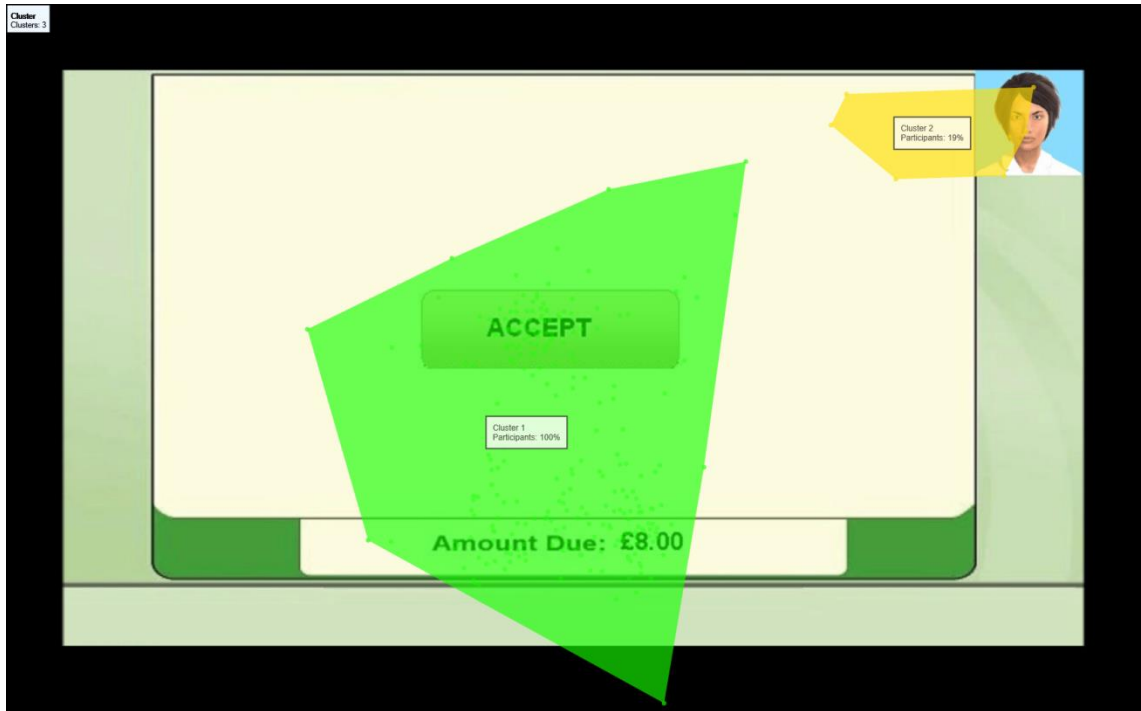 Cluster
Clusters: 3
Cluster 2
Participants: 19%
ACCEPT
Cluster 1
Participants: 100%
Amount Due: £8.00